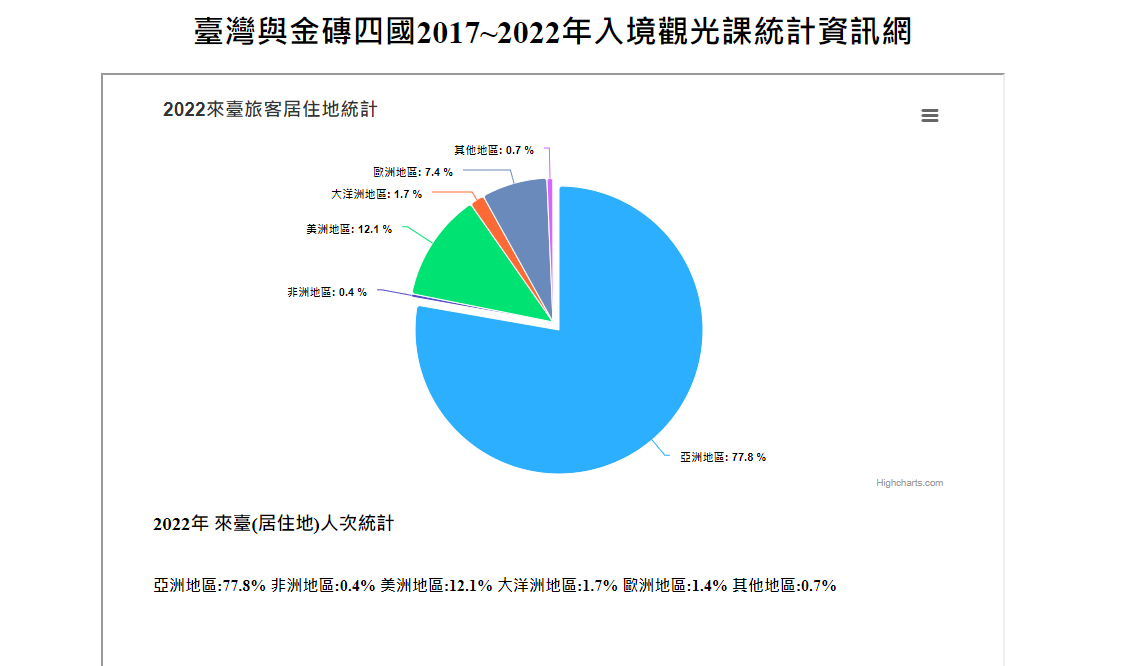 臺灣與金磚四國2017~2022年入境觀光課統計資訊網
2022來臺旅客居住地統計
其他地區: 0.7 %
歐洲地區: 7.4 %
大洋洲地區: 1.7 %
美洲地區: 12.1 %
非洲地區: 0.4 %
亞洲地區: 77.8 %
Highcharts.com
2022年 來臺(居住地)人次統計
亞洲地區:77.8% 非洲地區:0.4% 美洲地區:12.1% 大洋洲地區:1.7% 歐洲地區:1.4% 其他地區:0.7%